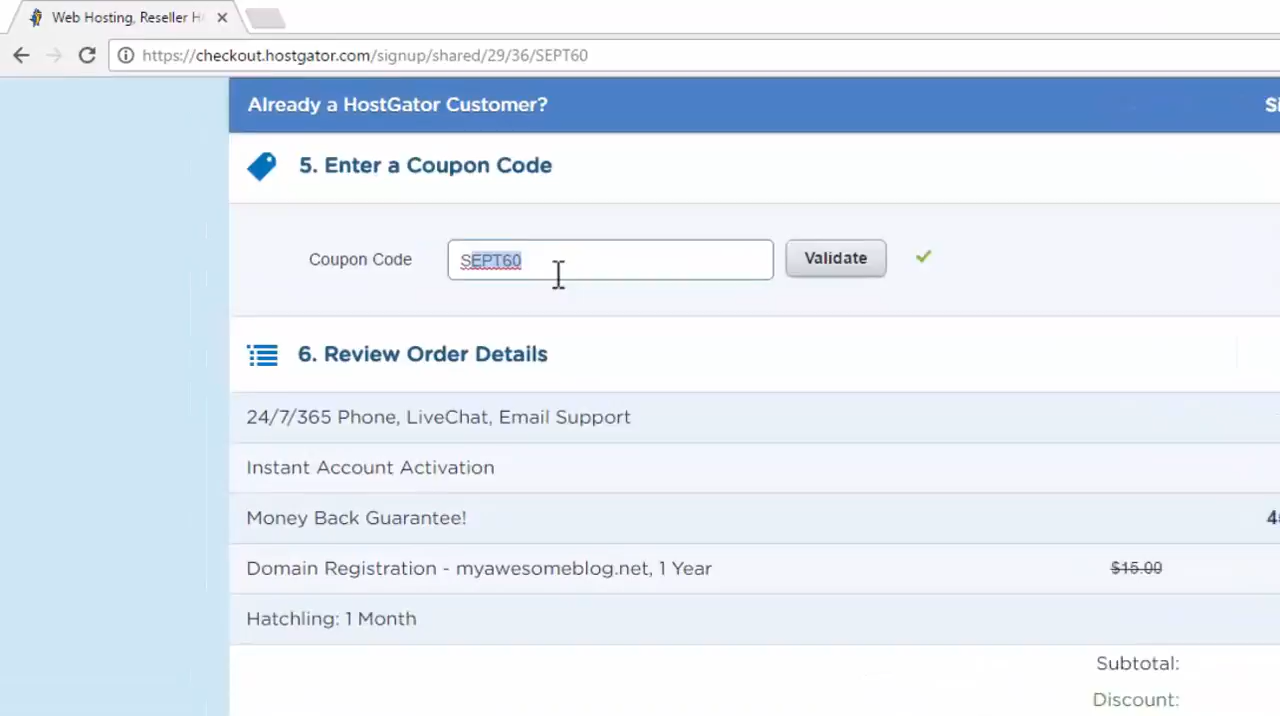 Web Hosting, Reseller H
https://checkout.hostgator.com/signup/shared/29/36/SEPT60
Already a HostGator Customer?
5. Enter a Coupon Code
Coupon Code SEPT60 Validate
6. Review Order Details
24/7/365 Phone, LiveChat, Email Support
Instant Account Activation
Money Back Guarantee!
Domain Registration - myawesomeblog.net, 1 Year $15.00
Hatchling: 1 Month
Subtotal:
Discount: